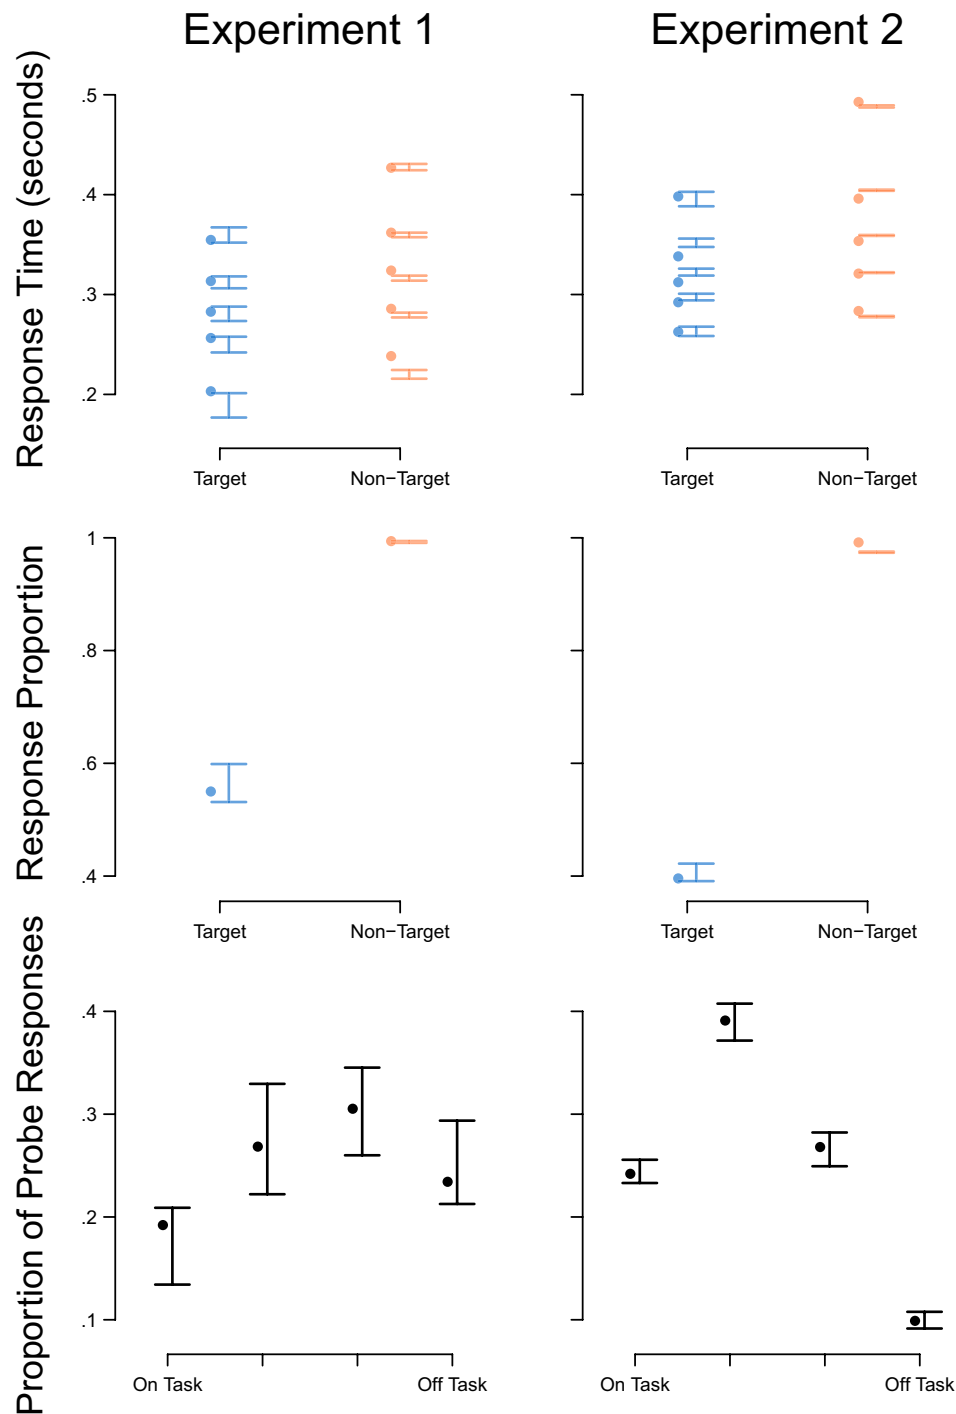 Experiment 1
Experiment 2
Response Time (seconds)
.5
.4
.3
.2
Target
Non−Target
Target
Non−Target
Response Proportion
1
.8
.6
.4
Target
Non−Target
Target
Non−Target
Proportion of Probe Responses
.4
.3
.2
.1
On Task
Off Task
On Task
Off Task